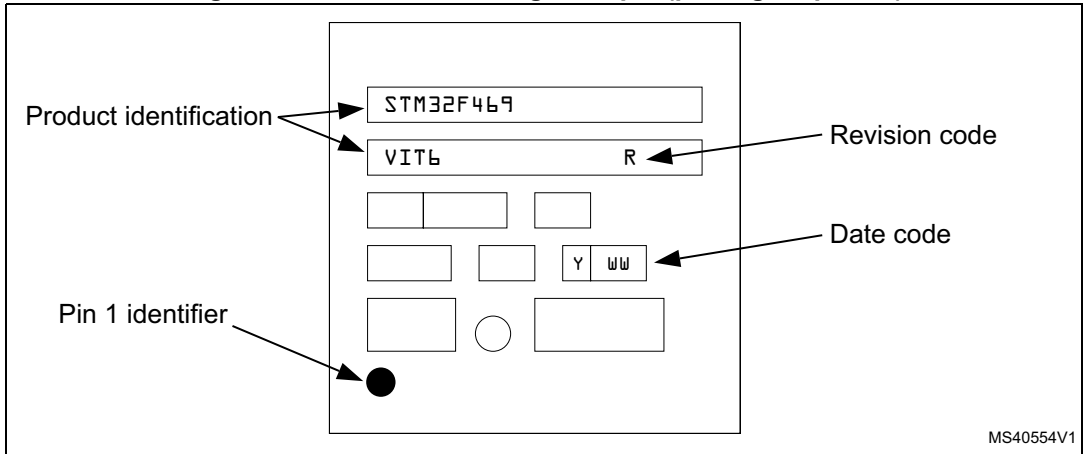 STM32F469
Product identification
VIT6 R
Revision code
Y WW
Date code
Pin 1 identifier
MS40554V1